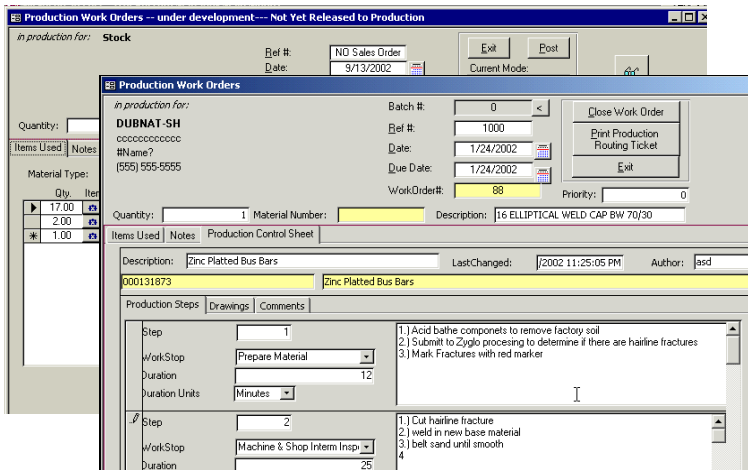 Production Work Orders -- under development--- Not Yet Released to Production
in production for: Stock
Ref #: NO Sales Order
Date: 9/13/2002
Exit Post
Current Mode:
Quantity:
Items Used Notes
Material Type:
Qty. Iter
17.00
2.00
1.00
Production Work Orders
in production for:
DUBNAT-SH
cccccccccccc
#Name?
(555) 555-5555
Batch #: 0 <
Ref #: 1000
Date: 1/24/2002
Due Date: 1/24/2002
WorkOrder#: 88
Close Work Order
Print Production
Routing Ticket
Exit
Priority: 0
Quantity: 1 Material Number: Description: 16 ELLIPTICAL WELD CAP BW 70/30
Items Used Notes Production Control Sheet
Description: Zinc Platted Bus Bars LastChanged: /2002 11:25:05 PM Author: asd
000131873 Zinc Platted Bus Bars
Production Steps Drawings Comments
Step 1
WorkStop Prepare Material
Duration 12
Duration Units Minutes
1.) Acid bathe componets to remove factory soil
2.) Submitt to Zyglo procesing to determine if there are hairline fractures
3.) Mark Fractures with red marker
Step 2
WorkStop Machine & Shop Interm Insp
Duration 25
1.) Cut hairline fracture
2.) weld in new base material
3.) belt sand until smooth
4